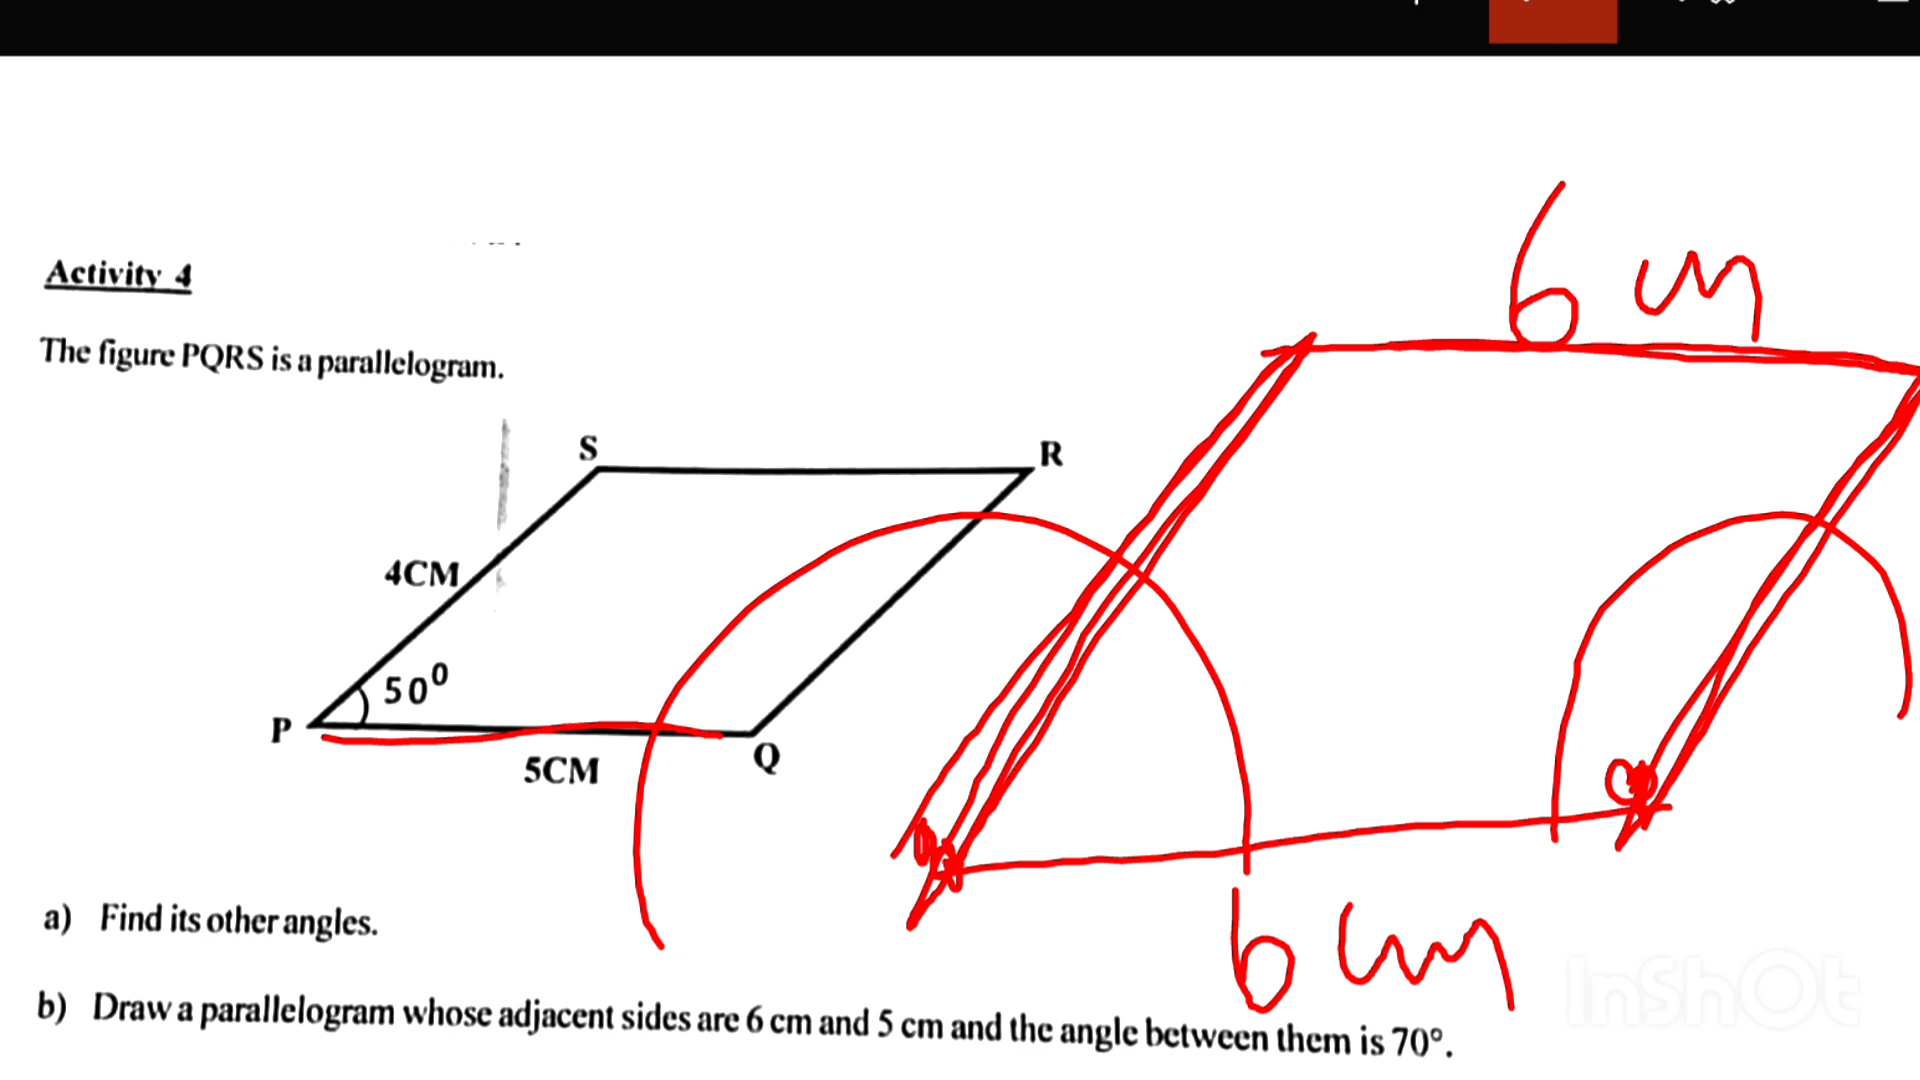 Activity 4
The figure PQRS is a parallelogram.
6 cm
S
R
4CM
50⁰
P
5CM
Q
6 cm
a) Find its other angles.
b) Draw a parallelogram whose adjacent sides are 6 cm and 5 cm and the angle between them is 70°.
InShOt